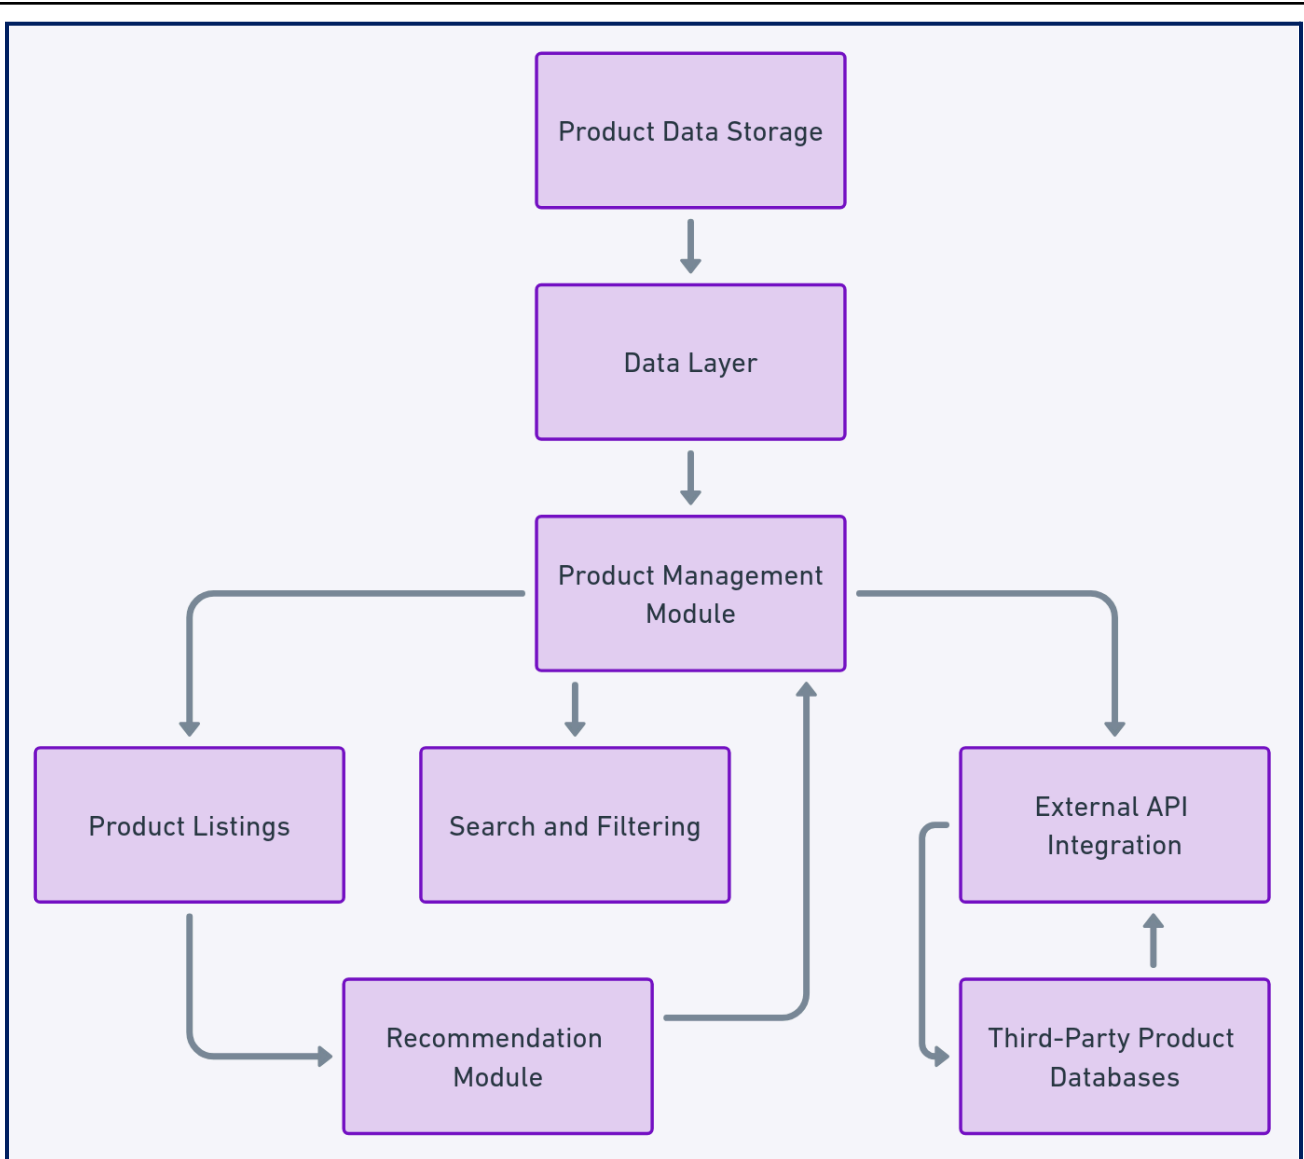 Product Data Storage
Data Layer
Product Management
Module
Product Listings
Search and Filtering
External API
Integration
Recommendation
Module
Third-Party Product
Databases